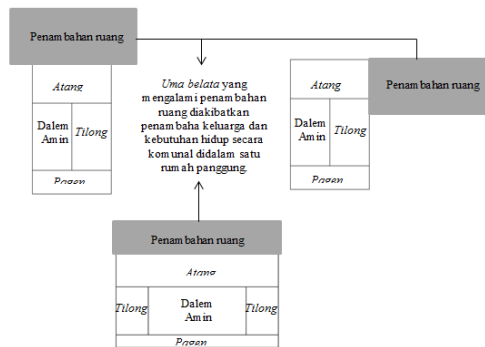 Penambahan ruang
Atang
Dalem
Amin
Tilong
Pagen
Uma belata yang
mengalami penambahan
ruang diakibatkan
penambaha keluarga dan
kebutuhan hidup secara
komunal didalam satu
rumah panggung.
Atang
Penambahan ruang
Dalem
Amin
Tilong
Pagen
Penambahan ruang
Atang
Tilong
Dalem
Amin
Tilong
Pagen